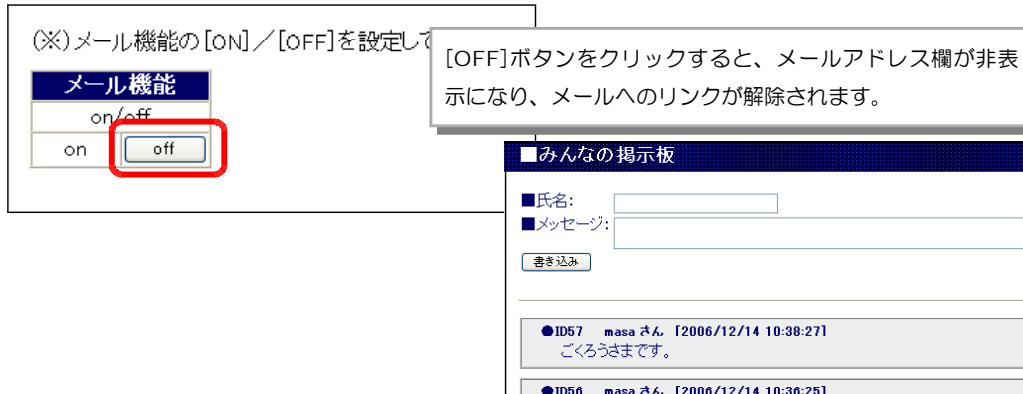 (※)メール機能の[ON]／[OFF]を設定して
[OFF]ボタンをクリックすると、メールアドレス欄が非表
示になり、メールへのリンクが解除されます。
メール機能
on/off
on off
■みんなの掲示板
■氏名:
■メッセージ:
書き込み
●ID57 masa さん [2006/12/14 10:38:27]
ごくろうさまです。
●ID56 masa さん [2006/12/14 10:36:25]